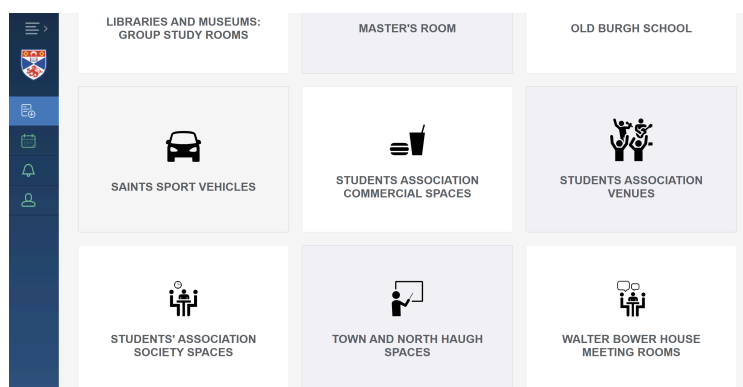 LIBRARIES AND MUSEUMS:
GROUP STUDY ROOMS
MASTER'S ROOM
OLD BURGH SCHOOL
SAINTS SPORT VEHICLES
STUDENTS ASSOCIATION
COMMERCIAL SPACES
STUDENTS ASSOCIATION
VENUES
STUDENTS' ASSOCIATION
SOCIETY SPACES
TOWN AND NORTH HAUGH
SPACES
WALTER BOWER HOUSE
MEETING ROOMS